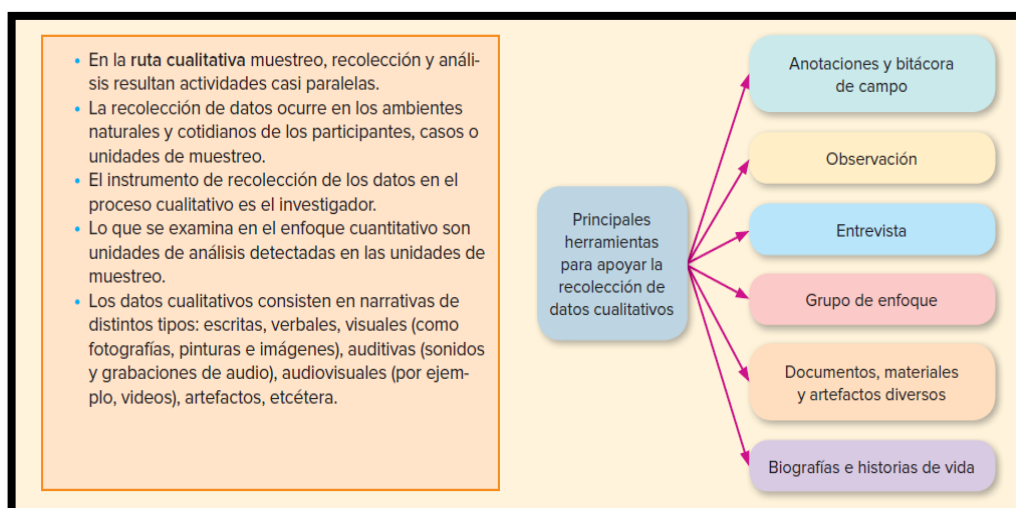 • En la ruta cualitativa muestreo, recolección y análi-
sis resultan actividades casi paralelas.
• La recolección de datos ocurre en los ambientes
naturales y cotidianos de los participantes, casos o
unidades de muestreo.
• El instrumento de recolección de los datos en el
proceso cualitativo es el investigador.
• Lo que se examina en el enfoque cuantitativo son
unidades de análisis detectadas en las unidades de
muestreo.
• Los datos cualitativos consisten en narrativas de
distintos tipos: escritas, verbales, visuales (como
fotografías, pinturas e imágenes), auditivas (sonidos
y grabaciones de audio), audiovisuales (por ejem-
plo, videos), artefactos, etcétera.
Principales
herramientas
para apoyar la
recolección de
datos cualitativos
Anotaciones y bitácora
de campo
Observación
Entrevista
Grupo de enfoque
Documentos, materiales
y artefactos diversos
Biografías e historias de vida